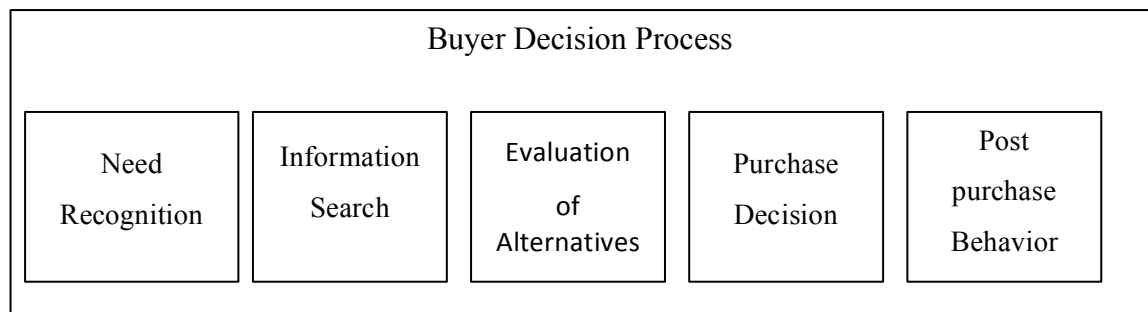 Buyer Decision Process
Need
Recognition
Information
Search
Evaluation
of
Alternatives
Purchase
Decision
Post
purchase
Behavior